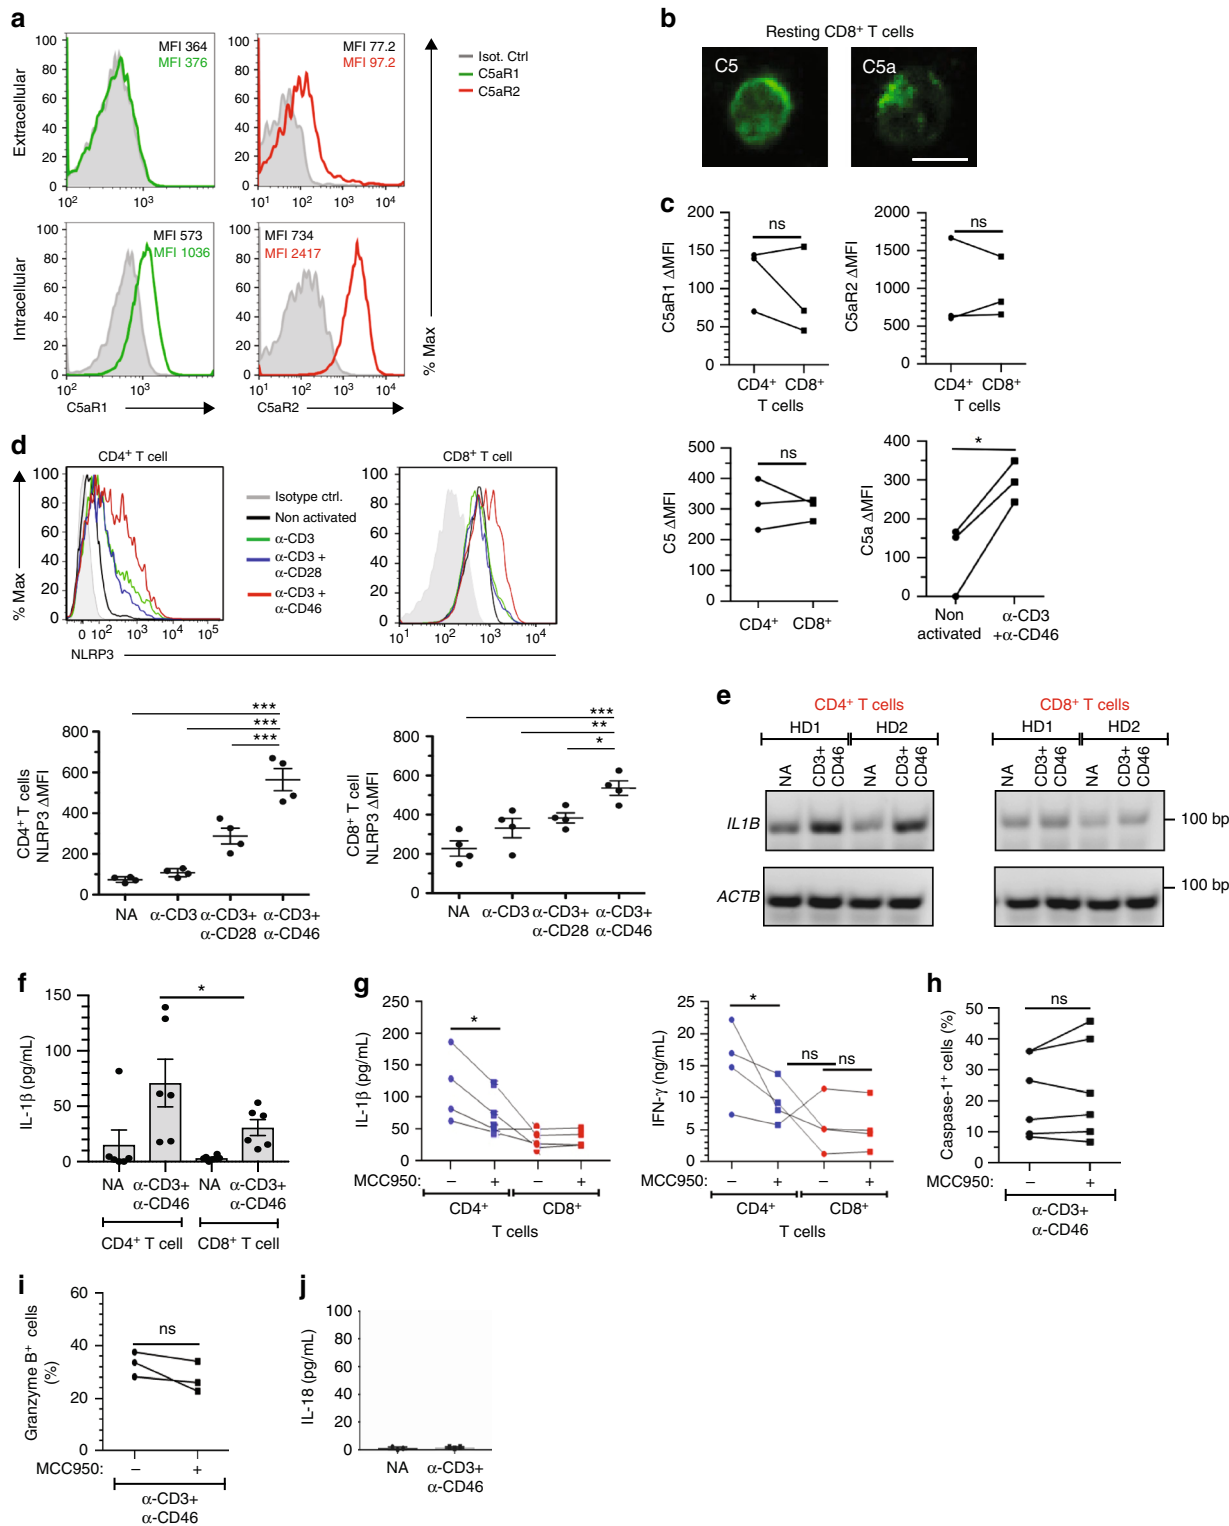 a
MFI 364
MFI 376
MFI 77.2
MFI 97.2
Isot. Ctrl
C5aR1
C5aR2
Extracellular
100
80
60
40
20
0
10²
10³
100
80
60
40
20
0
10¹
10²
10³
10⁴
MFI 573
MFI 1036
MFI 734
MFI 2417
Intracellular
100
80
60
40
20
0
10²
10³
C5aR1
100
80
60
40
20
0
10¹
10²
10³
10⁴
C5aR2
% Max
b
Resting CD8⁺ T cells
C5
C5a
c
C5aR1 ΔMFI
200
150
100
50
0
ns
CD4⁺ CD8⁺
T cells
C5aR2 ΔMFI
2000
1500
1000
500
0
ns
CD4⁺ CD8⁺
T cells
C5 ΔMFI
500
400
300
200
100
0
ns
CD4⁺ CD8⁺
C5a ΔMFI
400
300
200
100
0
*
Non activated
α-CD3 +α-CD46
d
CD4⁺ T cell
% Max
100
80
60
40
20
0
0 10² 10³ 10⁴ 10⁵
NLRP3
Isotype ctrl.
Non activated
α-CD3
α-CD3 +
α-CD28
α-CD3 +
α-CD46
CD8⁺ T cell
100
80
60
40
20
0
10¹ 10² 10³ 10⁴
CD4⁺ T cells
NLRP3 ΔMFI
800
600
400
200
0
***
***
***
NA α-CD3 α-CD3+ α-CD3+
α-CD28 α-CD46
CD8⁺ T cell
NLRP3 ΔMFI
800
600
400
200
0
***
**
*
NA α-CD3 α-CD3+ α-CD3+
α-CD28 α-CD46
e
CD4⁺ T cells
HD1 HD2
NA CD3+ CD46 NA CD3+ CD46
CD8⁺ T cells
HD1 HD2
NA CD3+ CD46 NA CD3+ CD46
IL1B
100 bp
ACTB
100 bp
f
IL-1β (pg/mL)
150
100
50
0
*
NA α-CD3+ NA α-CD3+
α-CD46 α-CD46
CD4⁺ T cell CD8⁺ T cell
g
IL-1β (pg/mL)
250
200
150
100
50
0
*
MCC950: – + – +
CD4⁺ CD8⁺
T cells
IFN-γ (ng/mL)
25
20
15
10
5
0
*
ns ns
MCC950: – + – +
CD4⁺ CD8⁺
T cells
h
Caspase-1⁺ cells (%)
50
40
30
20
10
0
ns
MCC950: – +
α-CD3+
α-CD46
i
Granzyme B⁺ cells
(%)
60
40
20
0
ns
MCC950: – +
α-CD3+
α-CD46
j
IL-18 (pg/mL)
100
80
60
40
20
0
NA α-CD3+
α-CD46